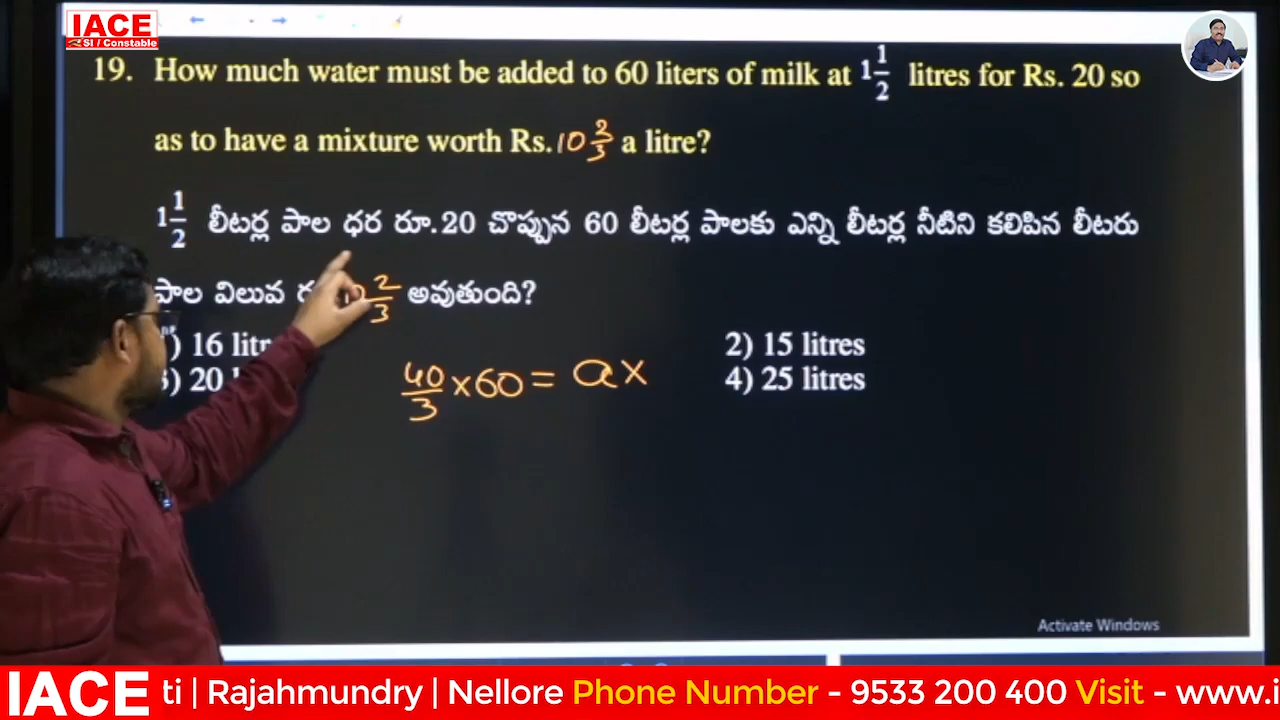 IACE
SI / Constable
19. How much water must be added to 60 liters of milk at 1 1/2 litres for Rs. 20 so
as to have a mixture worth Rs. 10 2/3 a litre?
1 1/2 లీటర్ల పాల ధర రూ.20 చొప్పున 60 లీటర్ల పాలకు ఎన్ని లీటర్ల నీటిని కలిపిన లీటరు
పాల విలువ 2/3 అవుతుంది?
1) 16 2) 15 litres
3) 20 4) 25 litres
40/3 x 60 = a x
Activate Windows
IACE ti | Rajahmundry | Nellore Phone Number - 9533 200 400 Visit - www.i